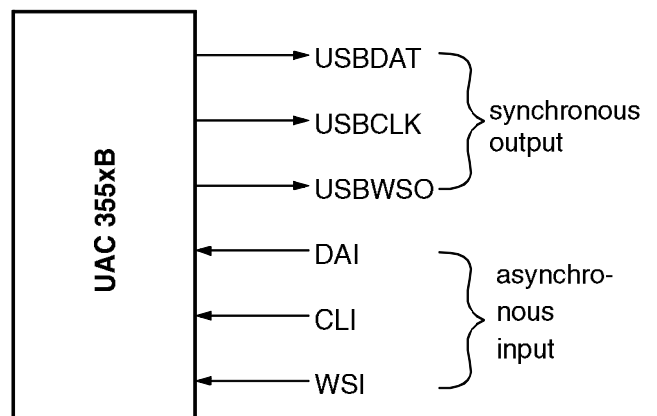 UAC 355xB
USBDAT
USBCLK
USBWSO
synchronous
output
DAI
CLI
WSI
asynchro-
nous
input